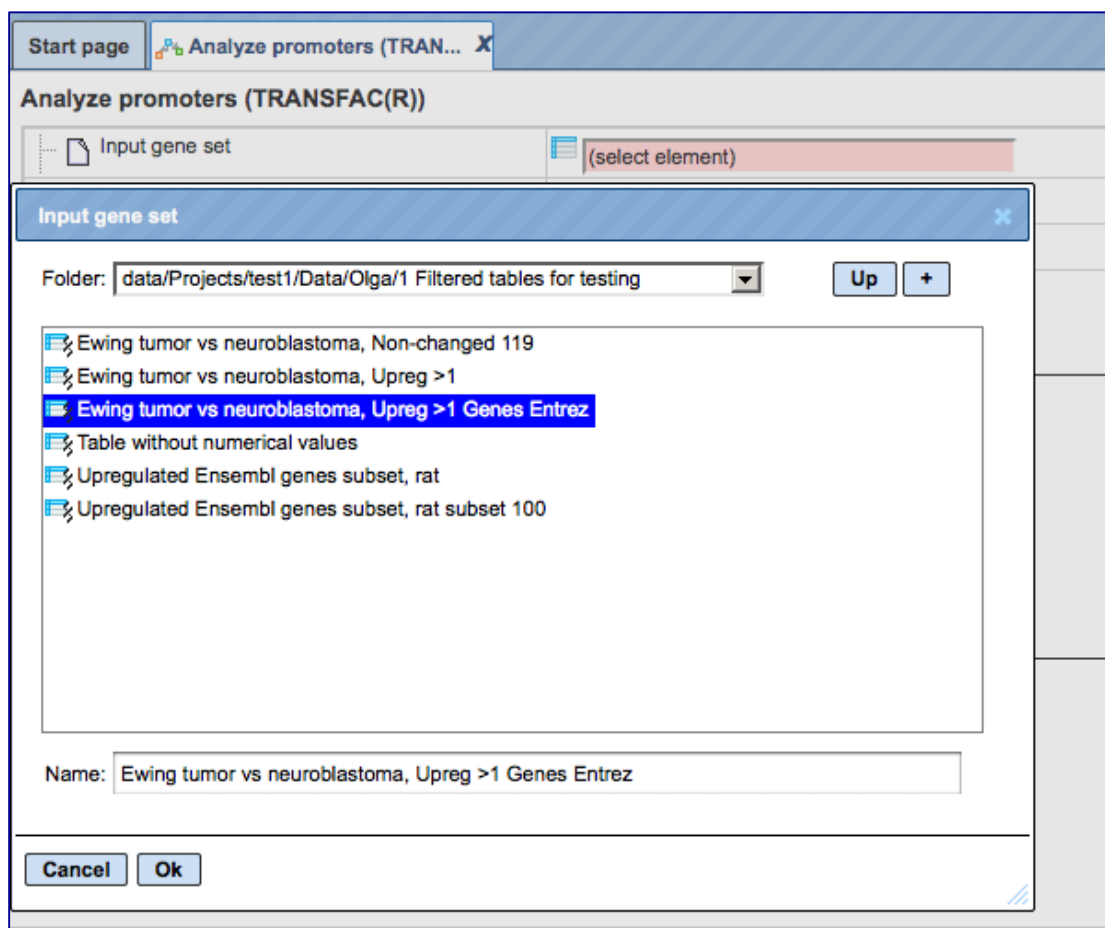 Start page
Analyze promoters (TRAN... X
Analyze promoters (TRANSFAC(R))
Input gene set
(select element)
Input gene set
Folder: data/Projects/test1/Data/Olga/1 Filtered tables for testing Up +
Ewing tumor vs neuroblastoma, Non-changed 119
Ewing tumor vs neuroblastoma, Upreg >1
Ewing tumor vs neuroblastoma, Upreg >1 Genes Entrez
Table without numerical values
Upregulated Ensembl genes subset, rat
Upregulated Ensembl genes subset, rat subset 100
Name: Ewing tumor vs neuroblastoma, Upreg >1 Genes Entrez
Cancel Ok